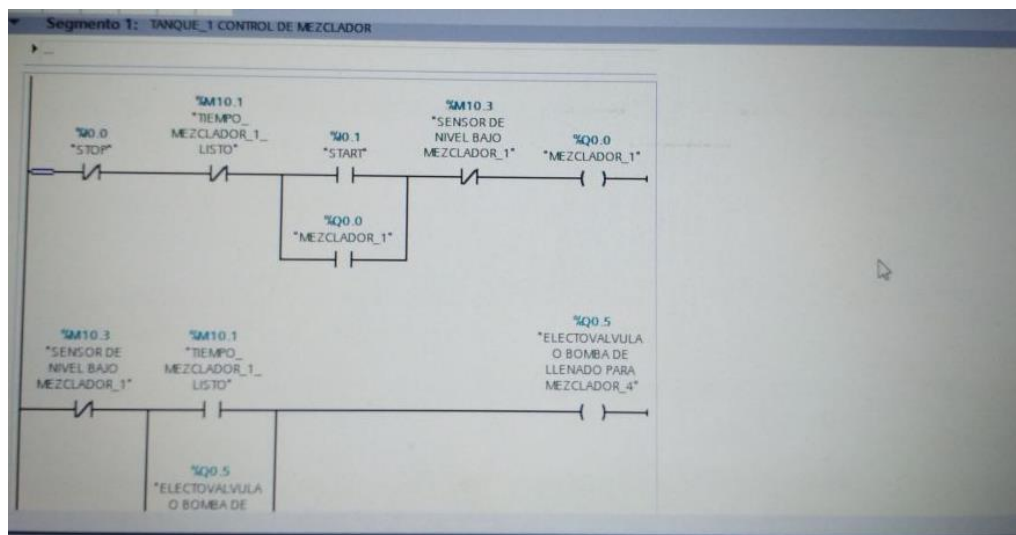 Segmento 1: TANQUE_1 CONTROL DE MEZCLADOR
...
%I0.0
"STOP"
%M10.1
"TIEMPO_
MEZCLADOR_1_
LISTO"
%I0.1
"START"
%M10.3
"SENSOR DE
NIVEL BAJO
MEZCLADOR_1"
%Q0.0
"MEZCLADOR_1"
%Q0.0
"MEZCLADOR_1"
%M10.3
"SENSOR DE
NIVEL BAJO
MEZCLADOR_1"
%M10.1
"TIEMPO_
MEZCLADOR_1_
LISTO"
%Q0.5
"ELECTOVALVULA
O BOMBA DE
LLENADO PARA
MEZCLADOR_4"
%Q0.5
"ELECTOVALVULA
O BOMBA DE